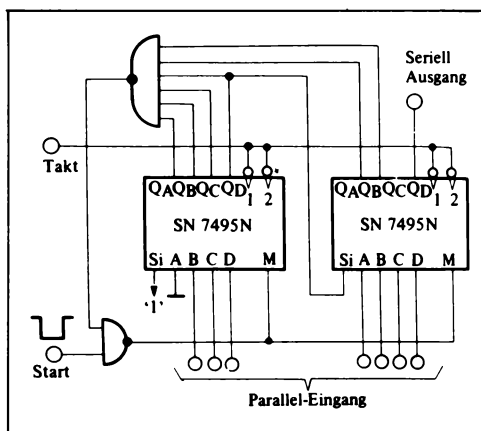 Seriell
Ausgang
Takt
QA QB QC QD 1 2
QA QB QC QD 1 2
SN 7495N
SN 7495N
Si A B C D M
Si A B C D M
'1'
Start
Parallel-Eingang